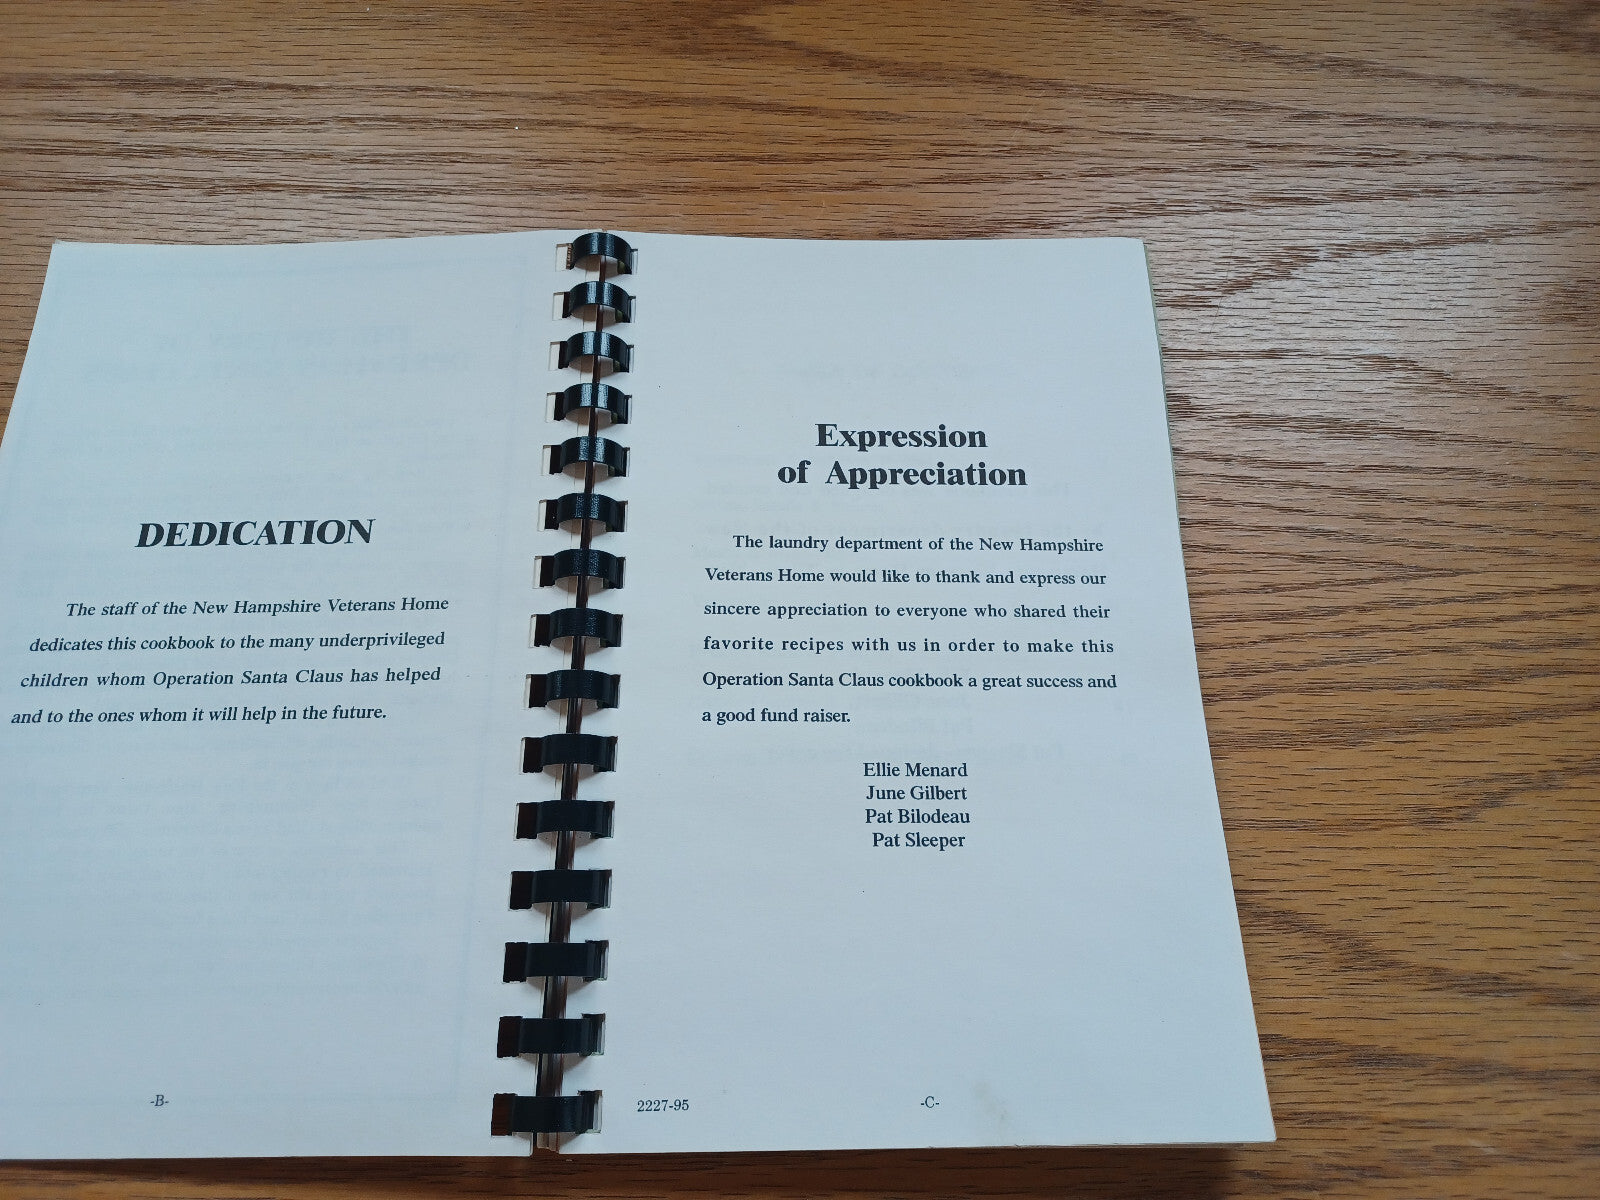 DEDICATION
The staff of the New Hampshire Veterans Home
dedicates this cookbook to the many underprivileged
children whom Operation Santa Claus has helped
and to the ones whom it will help in the future.
-B-
Expression
of Appreciation
The laundry department of the New Hampshire
Veterans Home would like to thank and express our
sincere appreciation to everyone who shared their
favorite recipes with us in order to make this
Operation Santa Claus cookbook a great success and
a good fund raiser.
Ellie Menard
June Gilbert
Pat Bilodeau
Pat Sleeper
2227-95
-C-